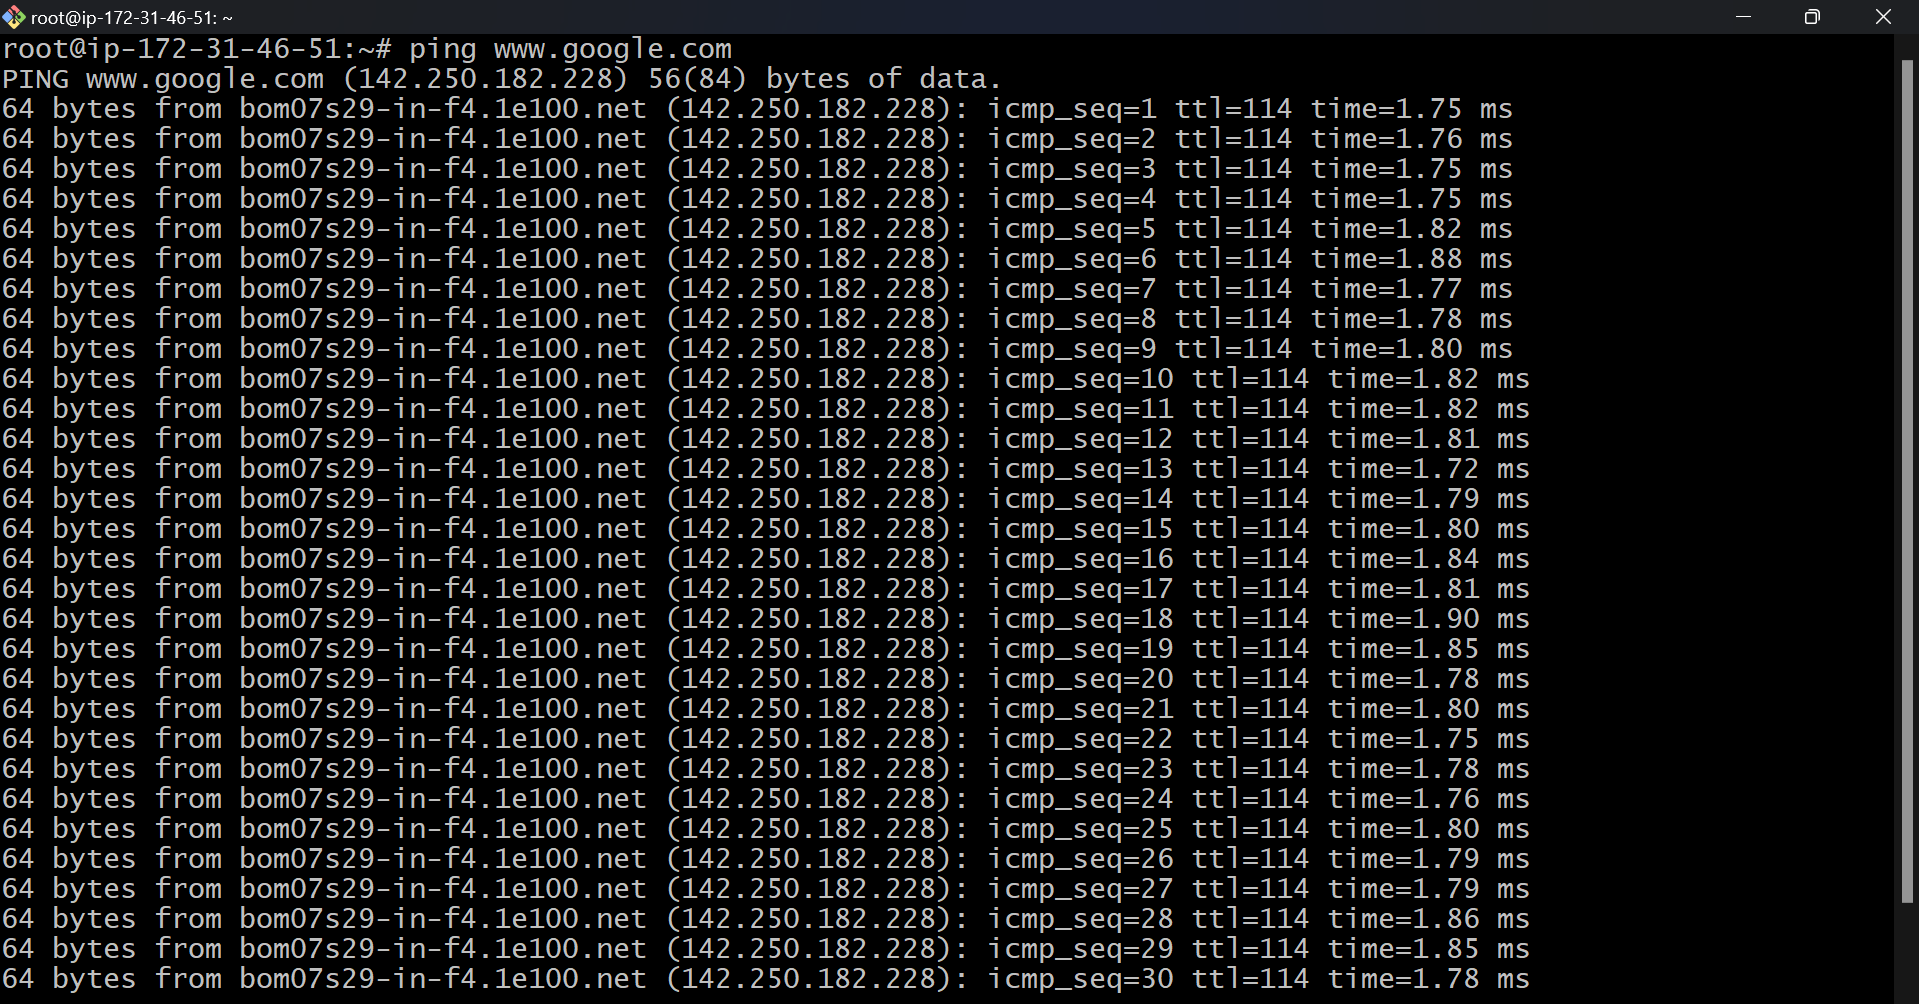 root@ip-172-31-46-51: ~
root@ip-172-31-46-51:~# ping www.google.com
PING www.google.com (142.250.182.228) 56(84) bytes of data.
64 bytes from bom07s29-in-f4.1e100.net (142.250.182.228): icmp_seq=1 ttl=114 time=1.75 ms
64 bytes from bom07s29-in-f4.1e100.net (142.250.182.228): icmp_seq=2 ttl=114 time=1.76 ms
64 bytes from bom07s29-in-f4.1e100.net (142.250.182.228): icmp_seq=3 ttl=114 time=1.75 ms
64 bytes from bom07s29-in-f4.1e100.net (142.250.182.228): icmp_seq=4 ttl=114 time=1.75 ms
64 bytes from bom07s29-in-f4.1e100.net (142.250.182.228): icmp_seq=5 ttl=114 time=1.82 ms
64 bytes from bom07s29-in-f4.1e100.net (142.250.182.228): icmp_seq=6 ttl=114 time=1.88 ms
64 bytes from bom07s29-in-f4.1e100.net (142.250.182.228): icmp_seq=7 ttl=114 time=1.77 ms
64 bytes from bom07s29-in-f4.1e100.net (142.250.182.228): icmp_seq=8 ttl=114 time=1.78 ms
64 bytes from bom07s29-in-f4.1e100.net (142.250.182.228): icmp_seq=9 ttl=114 time=1.80 ms
64 bytes from bom07s29-in-f4.1e100.net (142.250.182.228): icmp_seq=10 ttl=114 time=1.82 ms
64 bytes from bom07s29-in-f4.1e100.net (142.250.182.228): icmp_seq=11 ttl=114 time=1.82 ms
64 bytes from bom07s29-in-f4.1e100.net (142.250.182.228): icmp_seq=12 ttl=114 time=1.81 ms
64 bytes from bom07s29-in-f4.1e100.net (142.250.182.228): icmp_seq=13 ttl=114 time=1.72 ms
64 bytes from bom07s29-in-f4.1e100.net (142.250.182.228): icmp_seq=14 ttl=114 time=1.79 ms
64 bytes from bom07s29-in-f4.1e100.net (142.250.182.228): icmp_seq=15 ttl=114 time=1.80 ms
64 bytes from bom07s29-in-f4.1e100.net (142.250.182.228): icmp_seq=16 ttl=114 time=1.84 ms
64 bytes from bom07s29-in-f4.1e100.net (142.250.182.228): icmp_seq=17 ttl=114 time=1.81 ms
64 bytes from bom07s29-in-f4.1e100.net (142.250.182.228): icmp_seq=18 ttl=114 time=1.90 ms
64 bytes from bom07s29-in-f4.1e100.net (142.250.182.228): icmp_seq=19 ttl=114 time=1.85 ms
64 bytes from bom07s29-in-f4.1e100.net (142.250.182.228): icmp_seq=20 ttl=114 time=1.78 ms
64 bytes from bom07s29-in-f4.1e100.net (142.250.182.228): icmp_seq=21 ttl=114 time=1.80 ms
64 bytes from bom07s29-in-f4.1e100.net (142.250.182.228): icmp_seq=22 ttl=114 time=1.75 ms
64 bytes from bom07s29-in-f4.1e100.net (142.250.182.228): icmp_seq=23 ttl=114 time=1.78 ms
64 bytes from bom07s29-in-f4.1e100.net (142.250.182.228): icmp_seq=24 ttl=114 time=1.76 ms
64 bytes from bom07s29-in-f4.1e100.net (142.250.182.228): icmp_seq=25 ttl=114 time=1.80 ms
64 bytes from bom07s29-in-f4.1e100.net (142.250.182.228): icmp_seq=26 ttl=114 time=1.79 ms
64 bytes from bom07s29-in-f4.1e100.net (142.250.182.228): icmp_seq=27 ttl=114 time=1.79 ms
64 bytes from bom07s29-in-f4.1e100.net (142.250.182.228): icmp_seq=28 ttl=114 time=1.86 ms
64 bytes from bom07s29-in-f4.1e100.net (142.250.182.228): icmp_seq=29 ttl=114 time=1.85 ms
64 bytes from bom07s29-in-f4.1e100.net (142.250.182.228): icmp_seq=30 ttl=114 time=1.78 ms